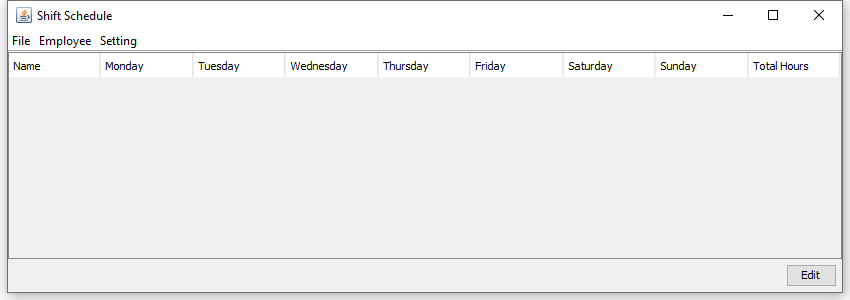 Shift Schedule
File Employee Setting
Name Monday Tuesday Wednesday Thursday Friday Saturday Sunday Total Hours
Edit